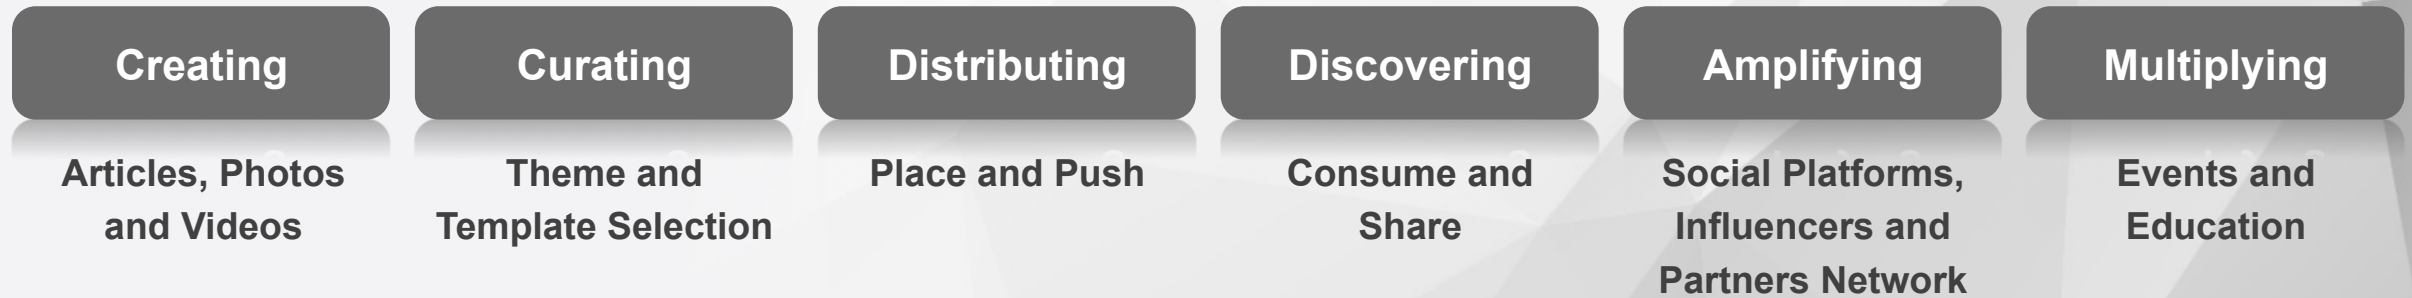 Creating
Articles, Photos
and Videos
Curating
Theme and
Template Selection
Distributing
Place and Push
Discovering
Consume and
Share
Amplifying
Social Platforms,
Influencers and
Partners Network
Multiplying
Events and
Education